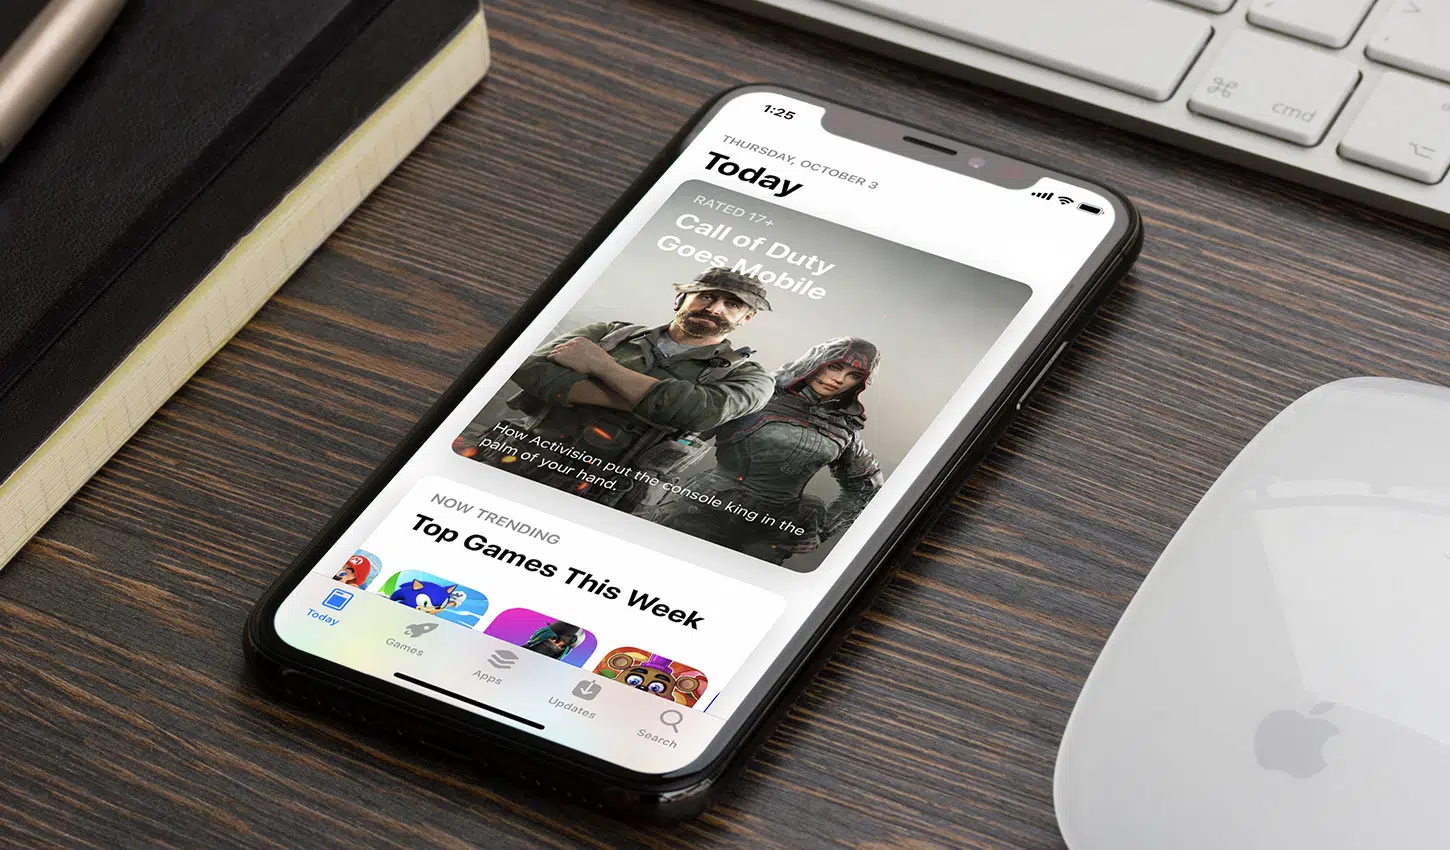 cmd
1:25
THURSDAY, OCTOBER 3
Today
RATED 17+
Call of Duty
Goes Mobile
How Activision put the console king in the
palm of your hand.
NOW TRENDING
Top Games This Week
Today
Games
Apps
Updates
Search